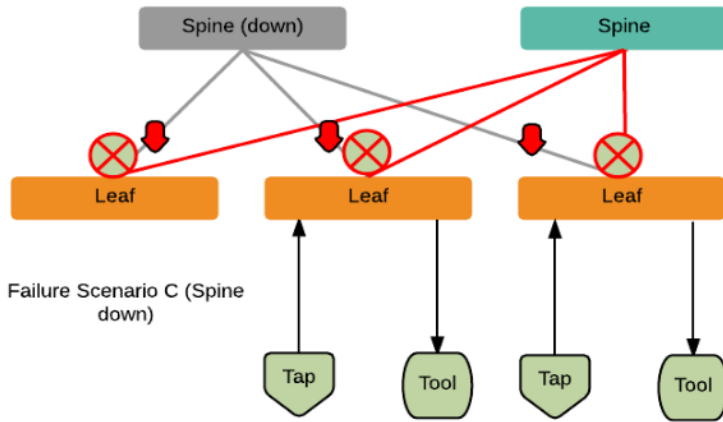 Spine (down)
Spine
Leaf
Leaf
Leaf
Failure Scenario C (Spine
down)
Tap
Tool
Tap
Tool